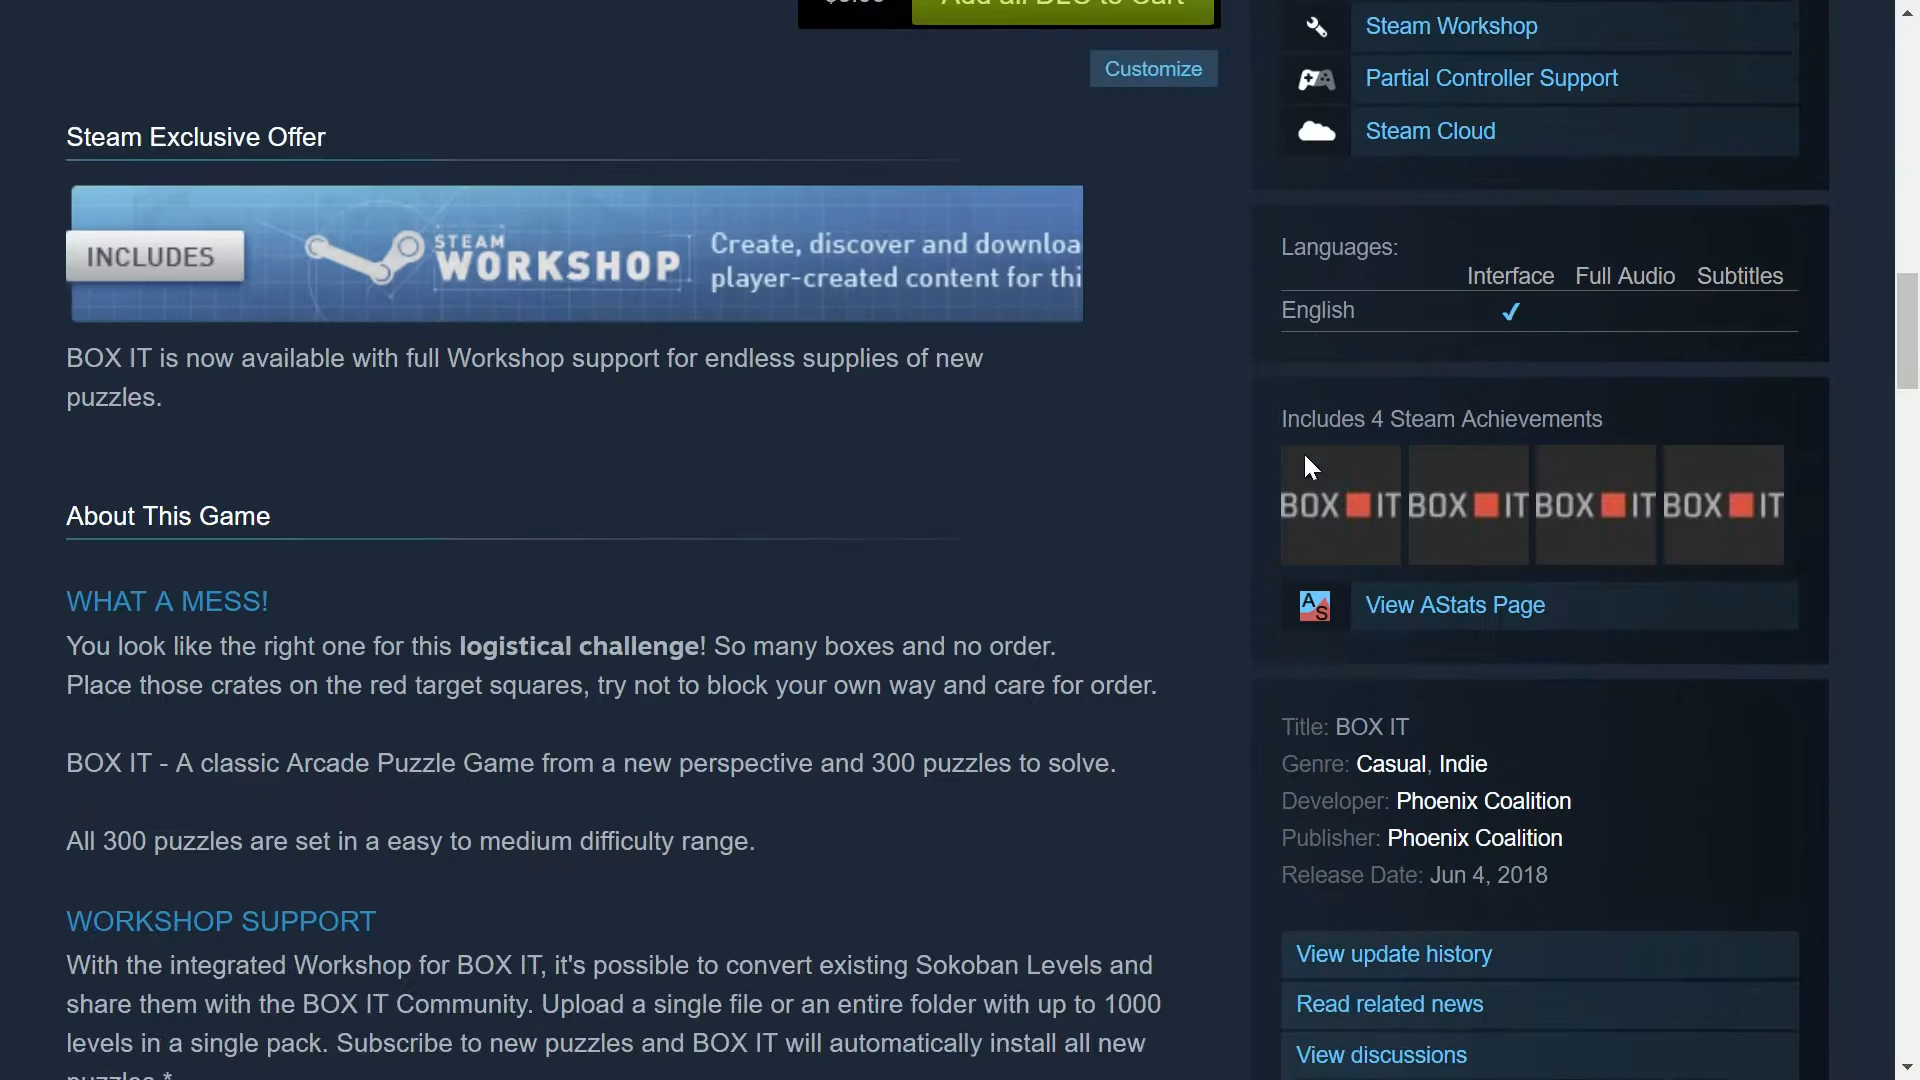 Customize
Steam Exclusive Offer
INCLUDES
STEAM
WORKSHOP
Create, discover and downloa
player-created content for thi
BOX IT is now available with full Workshop support for endless supplies of new
puzzles.
About This Game
WHAT A MESS!
You look like the right one for this logistical challenge! So many boxes and no order.
Place those crates on the red target squares, try not to block your own way and care for order.
BOX IT - A classic Arcade Puzzle Game from a new perspective and 300 puzzles to solve.
All 300 puzzles are set in a easy to medium difficulty range.
WORKSHOP SUPPORT
With the integrated Workshop for BOX IT, it's possible to convert existing Sokoban Levels and
share them with the BOX IT Community. Upload a single file or an entire folder with up to 1000
levels in a single pack. Subscribe to new puzzles and BOX IT will automatically install all new
Steam Workshop
Partial Controller Support
Steam Cloud
Languages:
Interface Full Audio Subtitles
English
Includes 4 Steam Achievements
BOX IT BOX IT BOX IT BOX IT
AS View AStats Page
Title: BOX IT
Genre: Casual, Indie
Developer: Phoenix Coalition
Publisher: Phoenix Coalition
Release Date: Jun 4, 2018
View update history
Read related news
View discussions